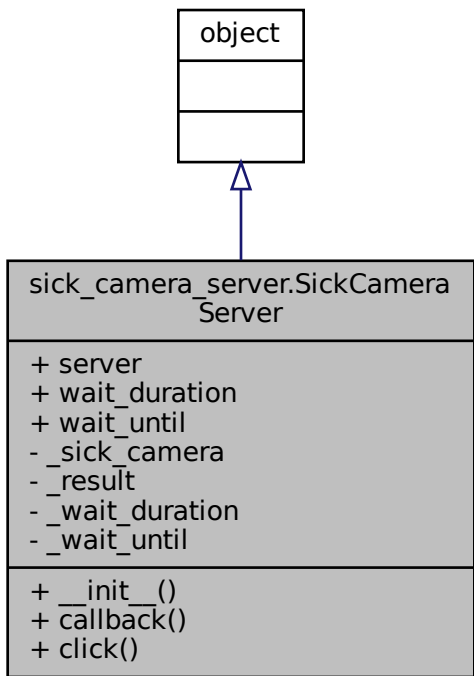 object
sick_camera_server.SickCamera
Server
+ server
+ wait_duration
+ wait_until
- _sick_camera
- _result
- _wait_duration
- _wait_until
+ __init__()
+ callback()
+ click()